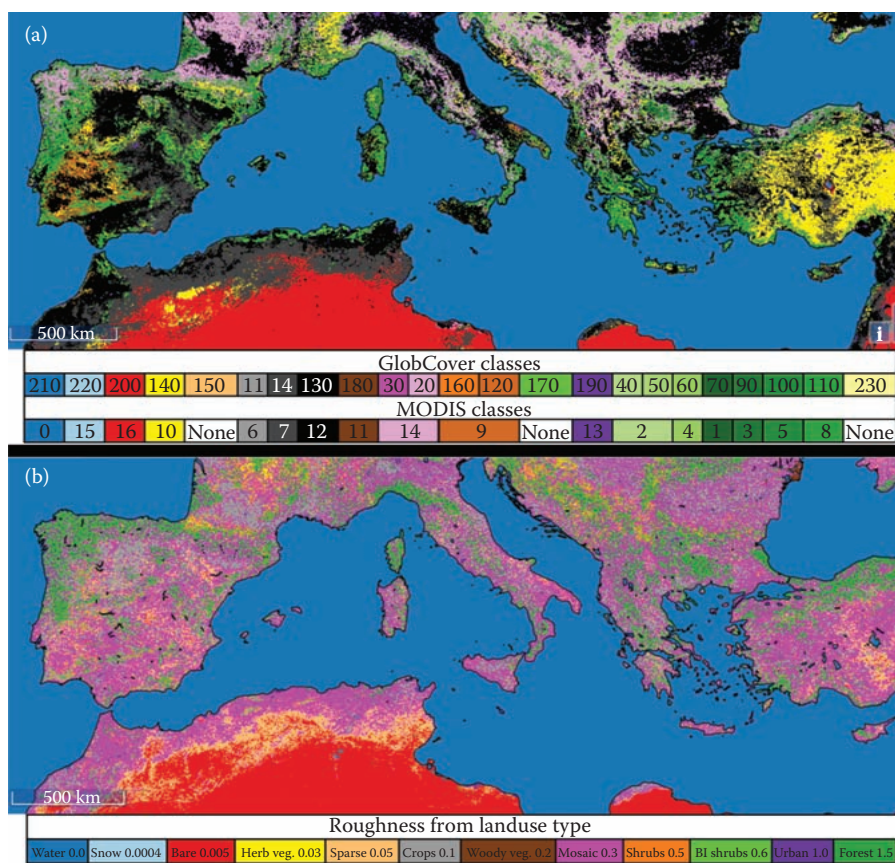 (a)
500 km
i
GlobCover classes
210 220 200 140 150 11 14 130 180 30 20 160 120 170 190 40 50 60 70 90 100 110 230
MODIS classes
0 15 16 10 None 6 7 12 11 14 9 None 13 2 4 1 3 5 8 None
(b)
500 km
Roughness from landuse type
Water 0.0 Snow 0.0004 Bare 0.005 Herb veg. 0.03 Sparse 0.05 Crops 0.1 Woody veg. 0.2 Mosaic 0.3 Shrubs 0.5 BI shrubs 0.6 Urban 1.0 Forest